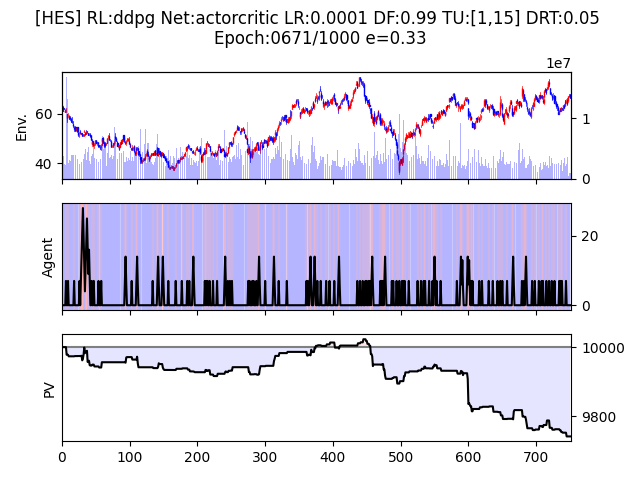 [HES] RL:ddpg Net:actorcritic LR:0.0001 DF:0.99 TU:[1,15] DRT:0.05
Epoch:0671/1000 e=0.33
1e7
Env.
60
40
1
0
Agent
20
0
PV
10000
9800
0 100 200 300 400 500 600 700